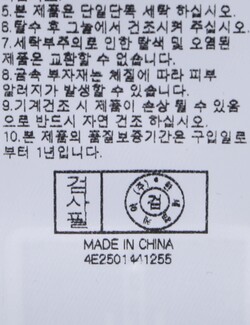 5.본 제품은 단일단독 세탁 하십시오.
6.탈수 후 그늘에서 건조시켜 주십시오.
7.세탁부주의로 인한 탈색 및 오염된
제품은 교환할 수 없습니다.
8.금속 부자재는 체질에 따라 피부
알러지가 발생할 수 있습니다.
9.기계건조 시 제품이 손상 될 수 있음
으로 반드시 자연 건조 하십시오.
10.본 제품의 품질보증기간은 구입일로
부터 1년입니다.
검사필
(주)
검
MADE IN CHINA